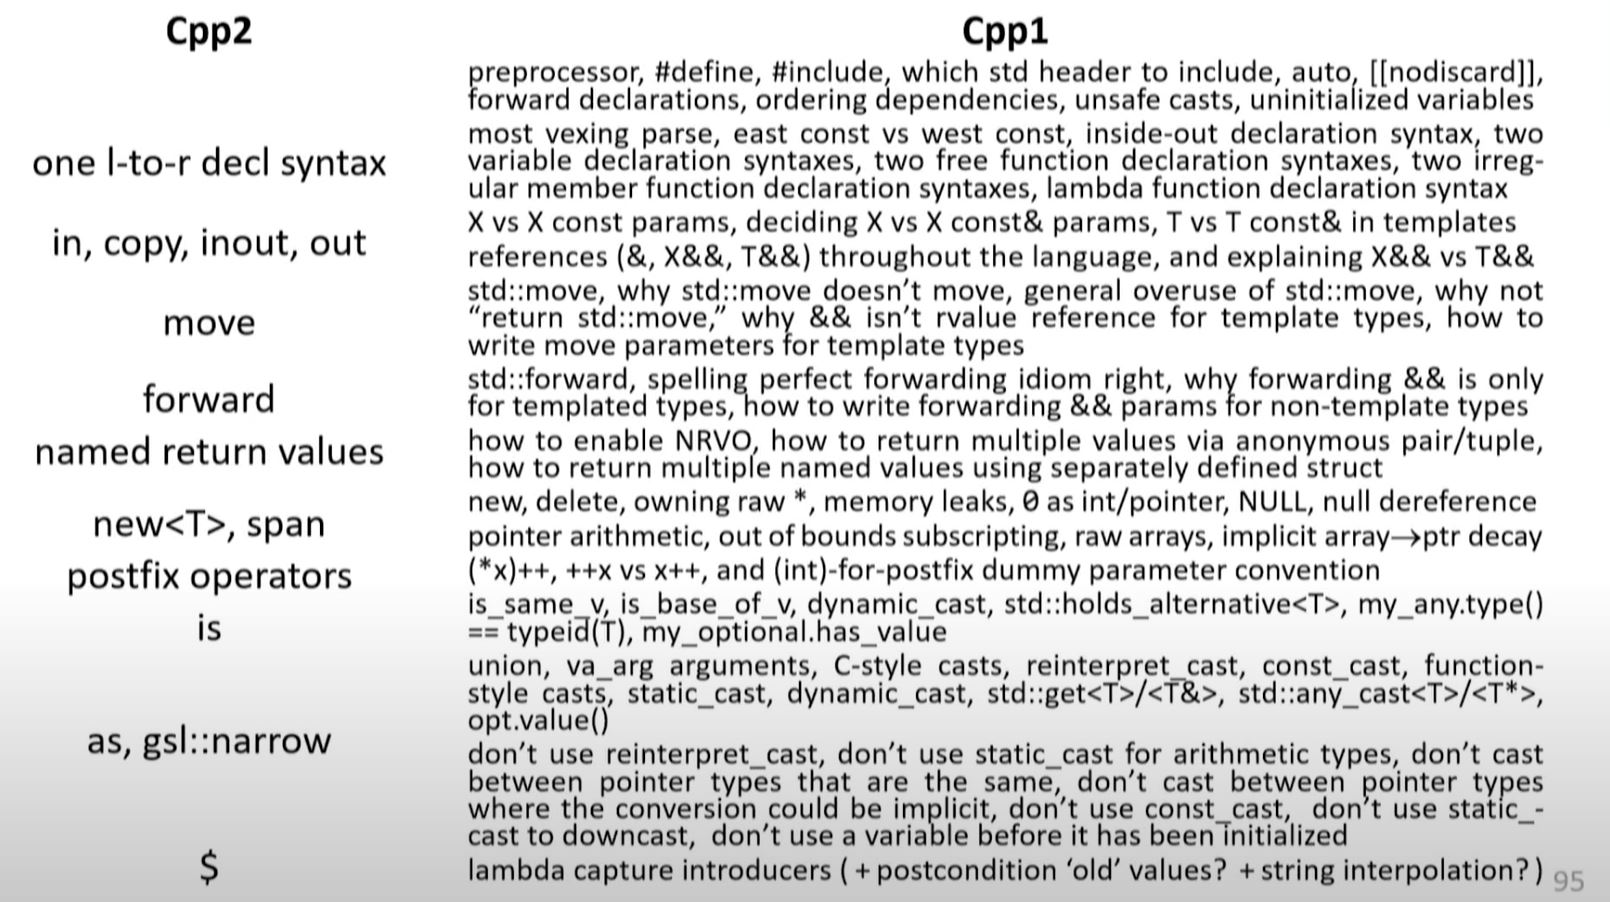 Cpp2
Cpp1
preprocessor, #define, #include, which std header to include, auto, [[nodiscard]],
forward declarations, ordering dependencies, unsafe casts, uninitialized variables
one l-to-r decl syntax
most vexing parse, east const vs west const, inside-out declaration syntax, two
variable declaration syntaxes, two free function declaration syntaxes, two irreg-
ular member function declaration syntaxes, lambda function declaration syntax
in, copy, inout, out
X vs X const params, deciding X vs X const& params, T vs T const& in templates
references (&, X&&, T&&) throughout the language, and explaining X&& vs T&&
move
std::move, why std::move doesn’t move, general overuse of std::move, why not
“return std::move,” why && isn’t rvalue reference for template types, how to
write move parameters for template types
forward
std::forward, spelling perfect forwarding idiom right, why forwarding && is only
for templated types, how to write forwarding && params for non-template types
named return values
how to enable NRVO, how to return multiple values via anonymous pair/tuple,
how to return multiple named values using separately defined struct
new<T>, span
new, delete, owning raw *, memory leaks, 0 as int/pointer, NULL, null dereference
pointer arithmetic, out of bounds subscripting, raw arrays, implicit array→ptr decay
postfix operators
(*x)++, ++x vs x++, and (int)-for-postfix dummy parameter convention
is
is_same_v, is_base_of_v, dynamic_cast, std::holds_alternative<T>, my_any.type()
== typeid(T), my_optional.has_value
as, gsl::narrow
union, va_arg arguments, C-style casts, reinterpret_cast, const_cast, function-
style casts, static_cast, dynamic_cast, std::get<T>/<T&>, std::any_cast<T>/<T*>,
opt.value()
don’t use reinterpret_cast, don’t use static_cast for arithmetic types, don’t cast
between pointer types that are the same, don’t cast between pointer types
where the conversion could be implicit, don’t use const_cast, don’t use static_-
cast to downcast, don’t use a variable before it has been initialized
$
lambda capture introducers ( + postcondition ‘old’ values? + string interpolation? )
95